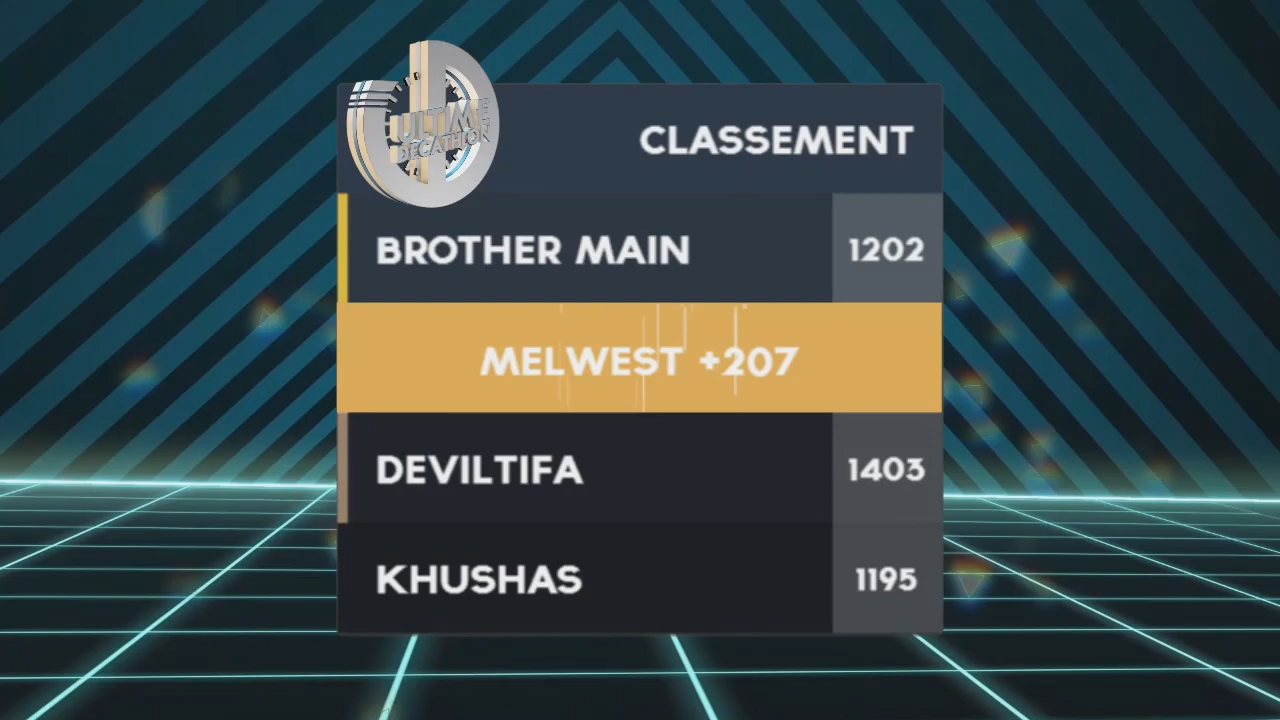 ULTIME
DECATHLON
CLASSEMENT
BROTHER MAIN 1202
MELWEST +207
DEVILTIFA 1403
KHUSHAS 1195